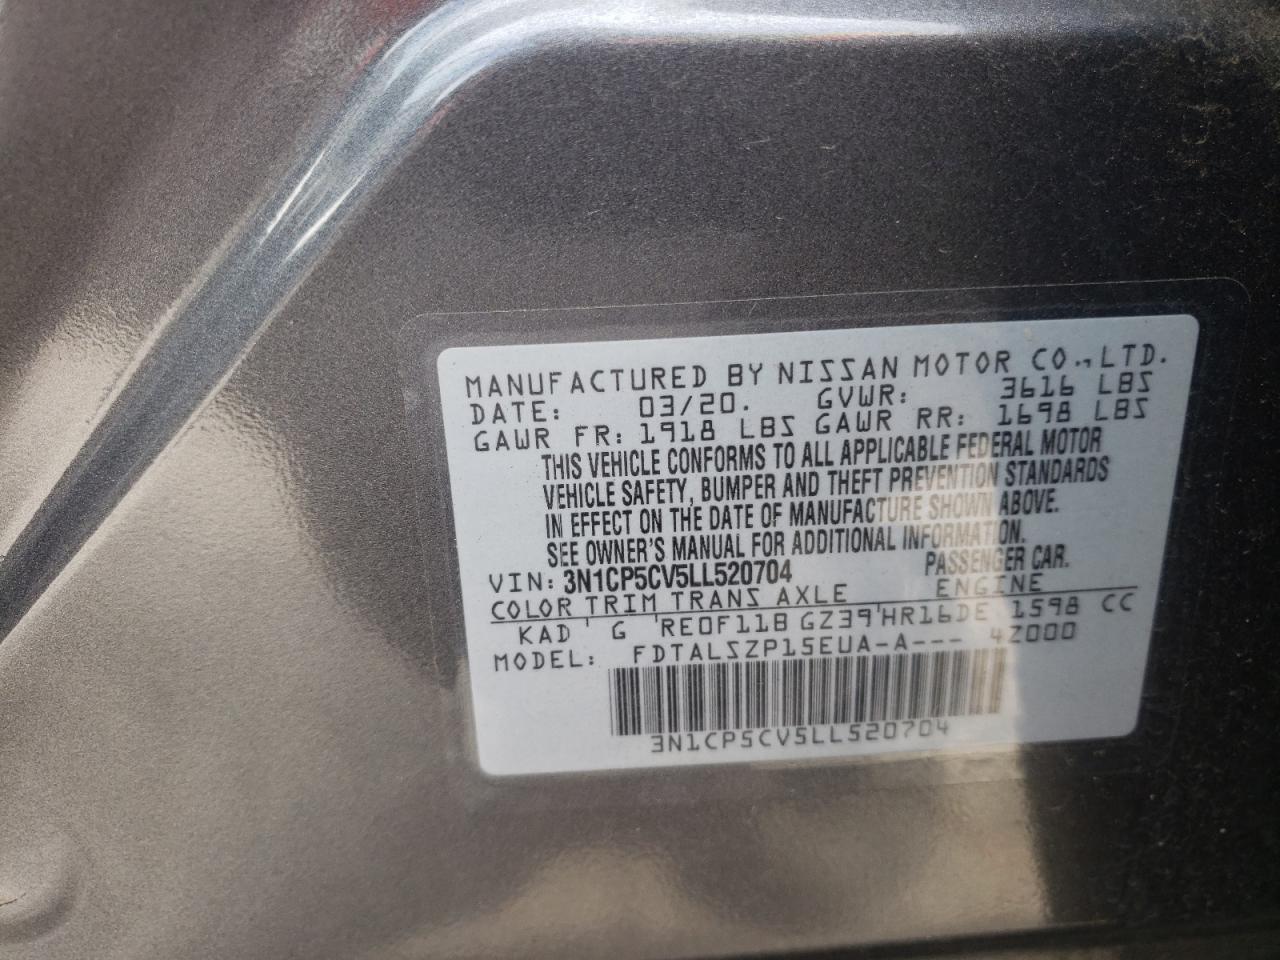 MANUFACTURED BY NISSAN MOTOR CO., LTD.
DATE: 03/20. GVWR: 3616 LBS
GAWR FR: 1918 LBS GAWR RR: 1698 LBS
THIS VEHICLE CONFORMS TO ALL APPLICABLE FEDERAL MOTOR
VEHICLE SAFETY, BUMPER AND THEFT PREVENTION STANDARDS
IN EFFECT ON THE DATE OF MANUFACTURE SHOWN ABOVE.
SEE OWNER'S MANUAL FOR ADDITIONAL INFORMATION.
VIN: 3N1CP5CV5LL520704 PASSENGER CAR.
COLOR TRIM TRANS AXLE ENGINE
KAD ' G 'RE0F11B GZ39'HR16DE 1598 CC
MODEL: FDTALSZP15EUA-A--- 4Z000
3N1CP5CV5LL520704